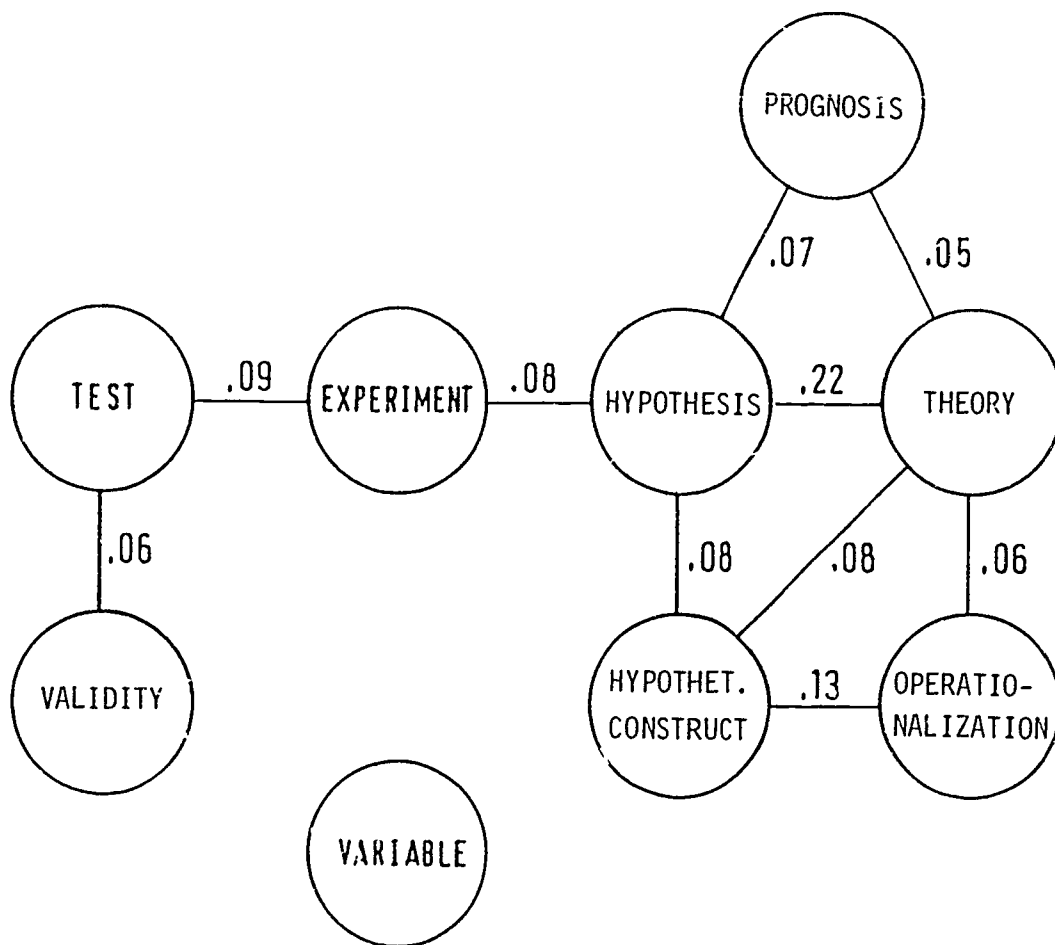 PROGNOSIS
.07
.05
TEST
.09
EXPERIMENT
.08
HYPOTHESIS
.22
THEORY
.06
.08
.08
.06
VALIDITY
HYPOTHET.
CONSTRUCT
.13
OPERATIO-
NALIZATION
VARIABLE